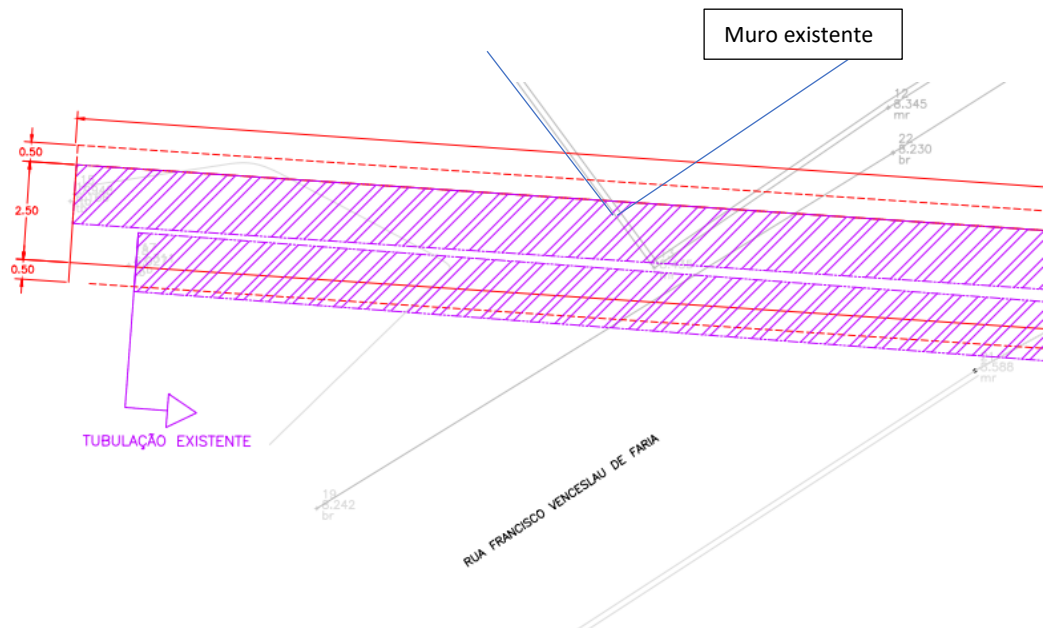 Muro existente
12
8.345
mr
22
8.230
br
0.50
2.50
0.50
8.588
mr
TUBULAÇÃO EXISTENTE
19
8.242
br
RUA FRANCISCO VENCESLAU DE FARIA